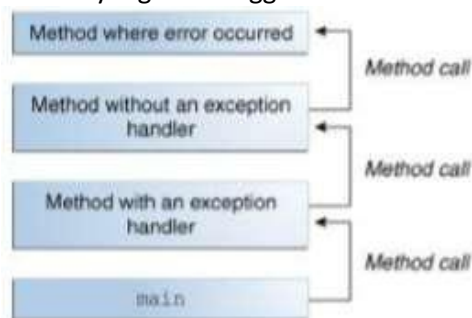 Method where error occurred
Method call
Method without an exception
handler
Method call
Method with an exception
handler
Method call
main